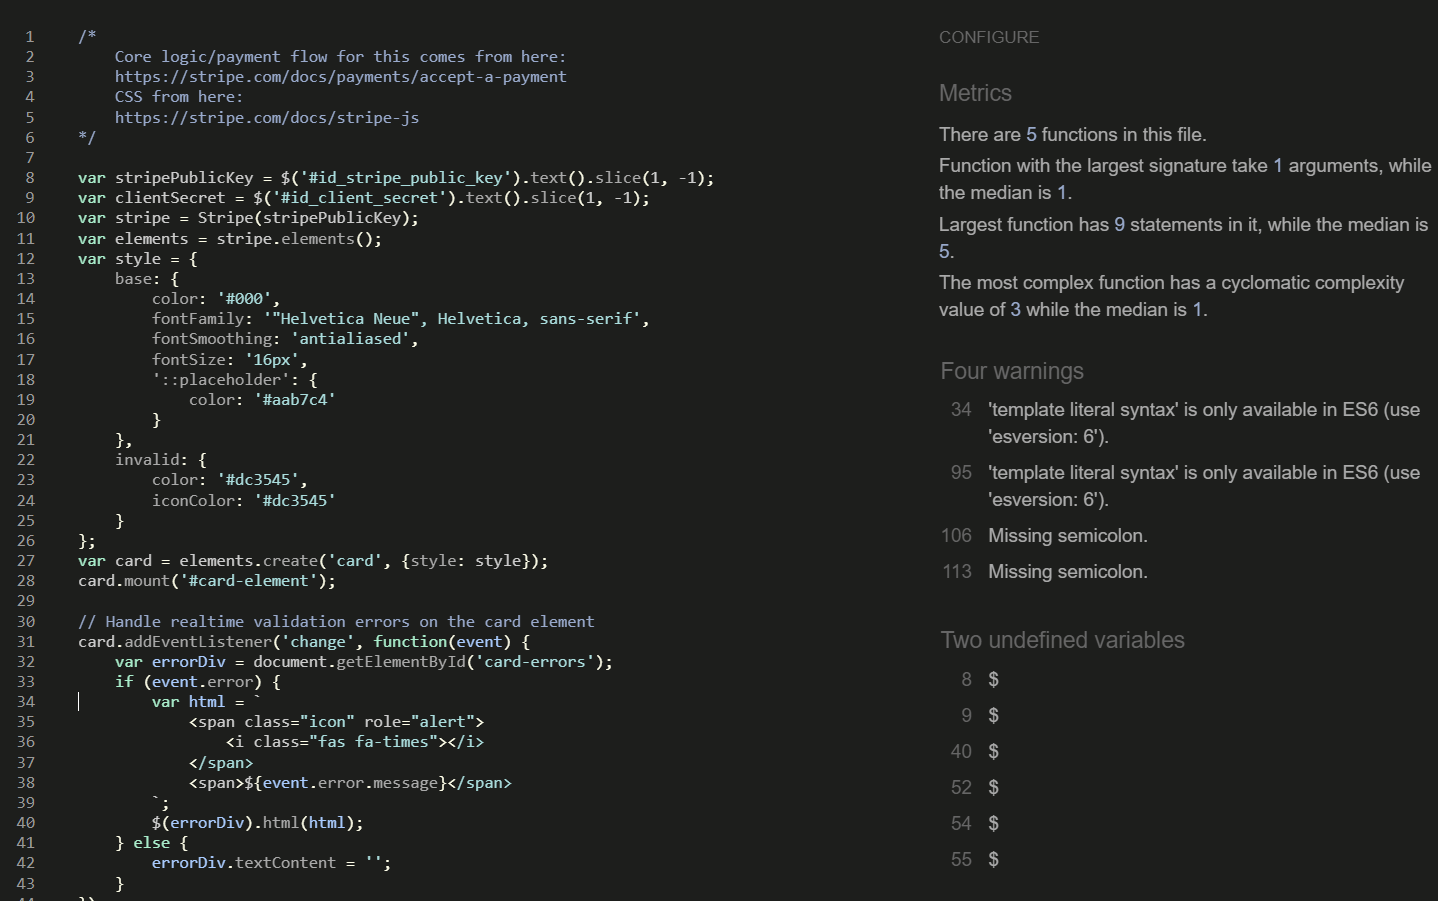 1 /*
2 Core logic/payment flow for this comes from here:
3 https://stripe.com/docs/payments/accept-a-payment
4 CSS from here:
5 https://stripe.com/docs/stripe-js
6 */
7
8 var stripePublicKey = $('#id_stripe_public_key').text().slice(1, -1);
9 var clientSecret = $('#id_client_secret').text().slice(1, -1);
10 var stripe = Stripe(stripePublicKey);
11 var elements = stripe.elements();
12 var style = {
13 base: {
14 color: '#000',
15 fontFamily: '"Helvetica Neue", Helvetica, sans-serif',
16 fontSmoothing: 'antialiased',
17 fontSize: '16px',
18 '::placeholder': {
19 color: '#aab7c4'
20 }
21 },
22 invalid: {
23 color: '#dc3545',
24 iconColor: '#dc3545'
25 }
26 };
27 var card = elements.create('card', {style: style});
28 card.mount('#card-element');
29
30 // Handle realtime validation errors on the card element
31 card.addEventListener('change', function(event) {
32 var errorDiv = document.getElementById('card-errors');
33 if (event.error) {
34 var html = `
35 <span class="icon" role="alert">
36 <i class="fas fa-times"></i>
37 </span>
38 <span>${event.error.message}</span>
39 `;
40 $(errorDiv).html(html);
41 } else {
42 errorDiv.textContent = '';
43 }
CONFIGURE
Metrics
There are 5 functions in this file.
Function with the largest signature take 1 arguments, while
the median is 1.
Largest function has 9 statements in it, while the median is
5.
The most complex function has a cyclomatic complexity
value of 3 while the median is 1.
Four warnings
34 'template literal syntax' is only available in ES6 (use
'esversion: 6').
95 'template literal syntax' is only available in ES6 (use
'esversion: 6').
106 Missing semicolon.
113 Missing semicolon.
Two undefined variables
8 $
9 $
40 $
52 $
54 $
55 $